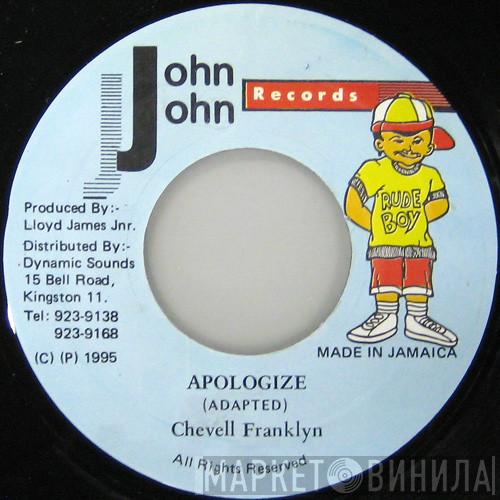 John
John
Records
RUDE
BOY
Produced By:-
Lloyd James Jnr.
Distributed By:-
Dynamic Sounds
15 Bell Road,
Kingston 11.
Tel: 923-9138
923-9168
(C) (P) 1995
MADE IN JAMAICA
APOLOGIZE
(ADAPTED)
Chevell Franklyn
All Rights Reserved
МАРКЕТ ВИНИЛА